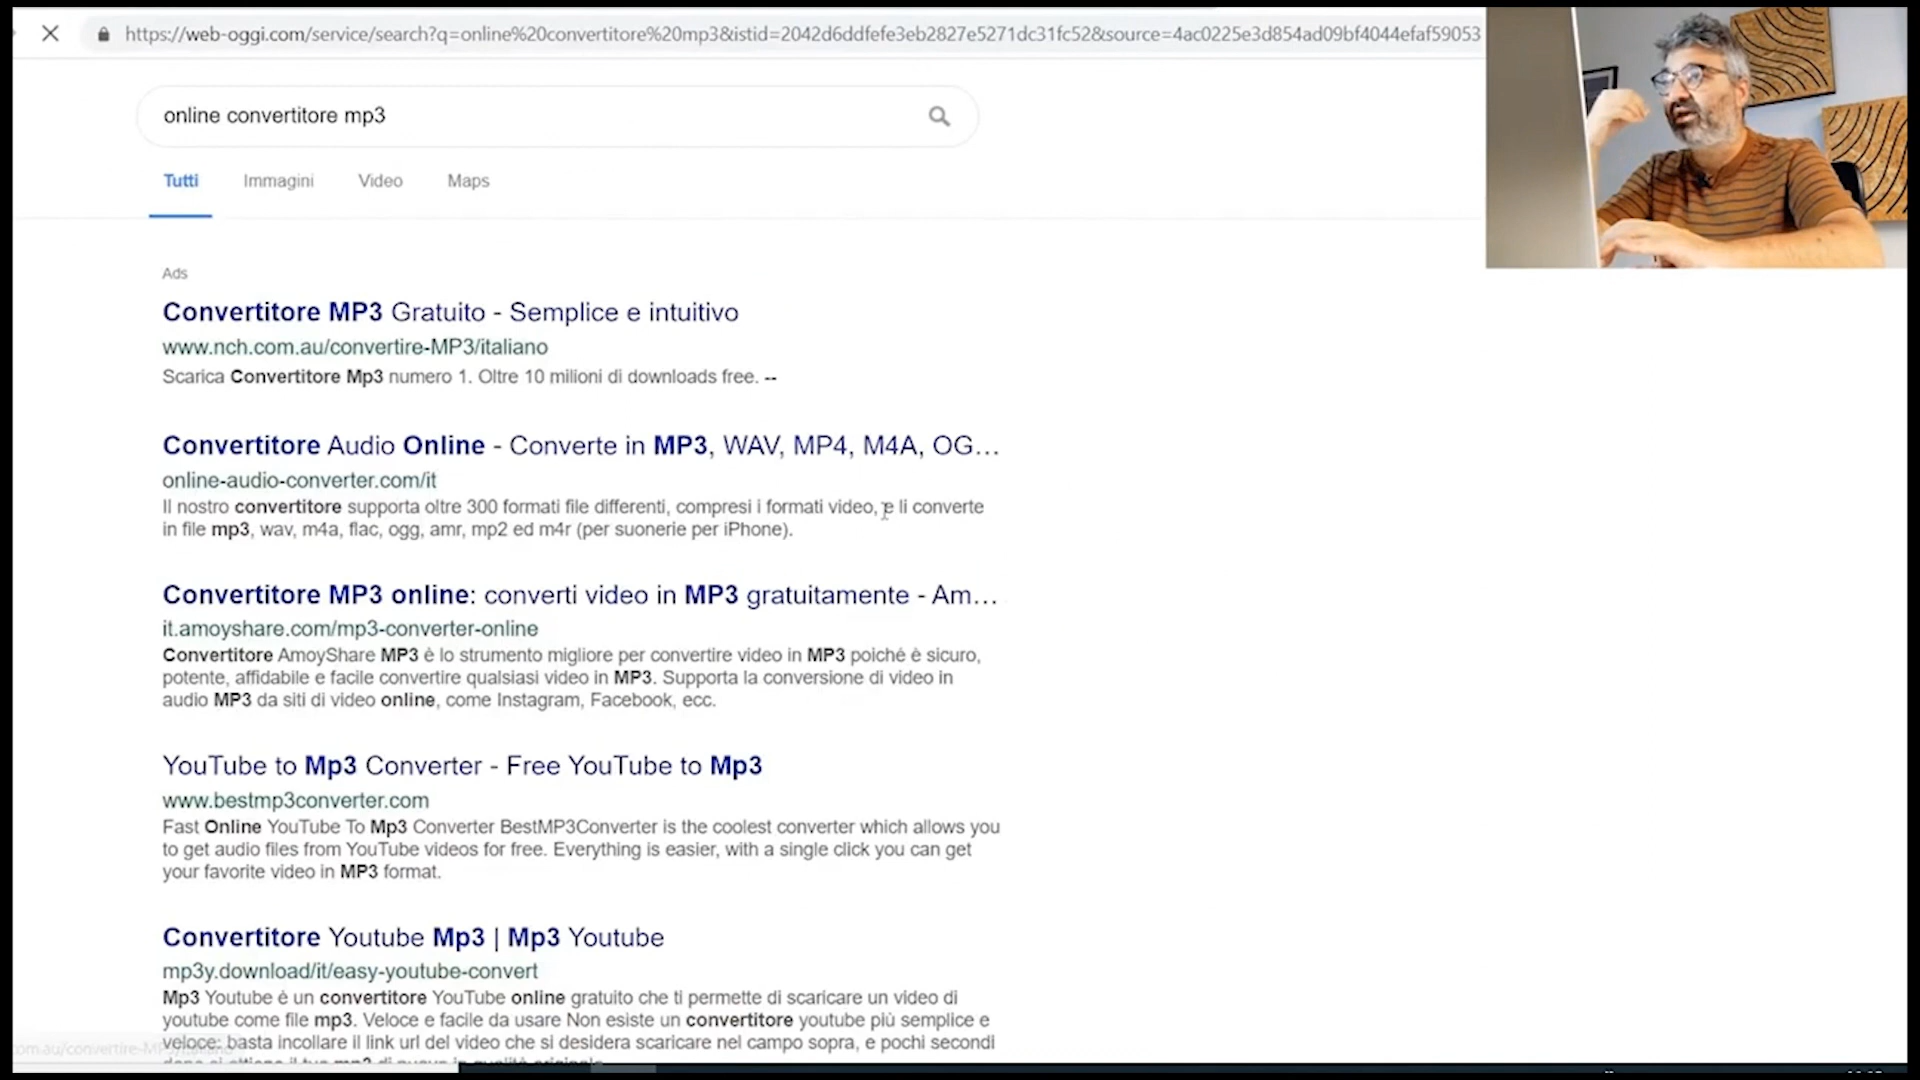 https://web-oggi.com/service/search?q=online%20convertitore%20mp3&istid=2042d6ddfefe3eb2827e5271dc31fc52&source=4ac0225e3d854ad09bf4044efaf59053
online convertitore mp3
Tutti Immagini Video Maps
Ads
Convertitore MP3 Gratuito - Semplice e intuitivo
www.nch.com.au/convertire-MP3/italiano
Scarica Convertitore Mp3 numero 1. Oltre 10 milioni di downloads free. --
Convertitore Audio Online - Converte in MP3, WAV, MP4, M4A, OG...
online-audio-converter.com/it
Il nostro convertitore supporta oltre 300 formati file differenti, compresi i formati video, e li converte
in file mp3, wav, m4a, flac, ogg, amr, mp2 ed m4r (per suonerie per iPhone).
Convertitore MP3 online: converti video in MP3 gratuitamente - Am...
it.amoyshare.com/mp3-converter-online
Convertitore AmoyShare MP3 è lo strumento migliore per convertire video in MP3 poiché è sicuro,
potente, affidabile e facile convertire qualsiasi video in MP3. Supporta la conversione di video in
audio MP3 da siti di video online, come Instagram, Facebook, ecc.
YouTube to Mp3 Converter - Free YouTube to Mp3
www.bestmp3converter.com
Fast Online YouTube To Mp3 Converter BestMP3Converter is the coolest converter which allows you
to get audio files from YouTube videos for free. Everything is easier, with a single click you can get
your favorite video in MP3 format.
Convertitore Youtube Mp3 | Mp3 Youtube
mp3y.download/it/easy-youtube-convert
Mp3 Youtube è un convertitore YouTube online gratuito che ti permette di scaricare un video di
youtube come file mp3. Veloce e facile da usare Non esiste un convertitore youtube più semplice e
veloce: basta incollare il link url del video che si desidera scaricare nel campo sopra, e pochi secondi